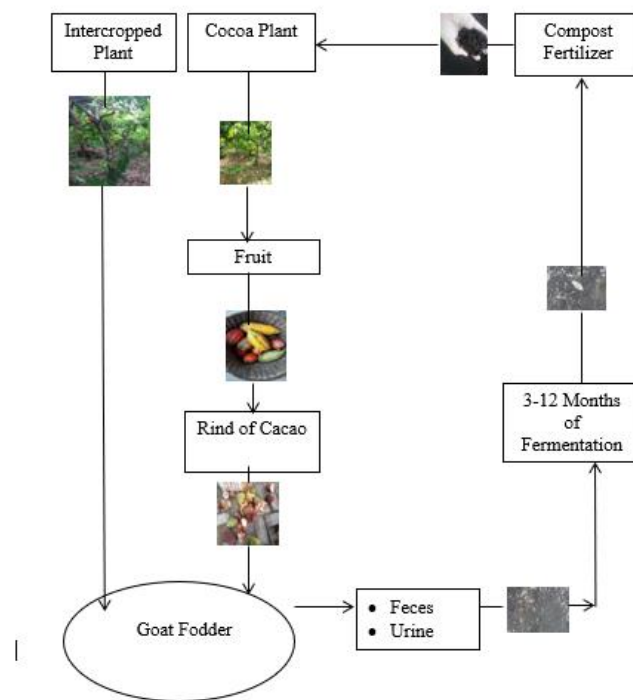 Intercropped
Plant
Cocoa Plant
Compost
Fertilizer
Fruit
3-12 Months
of
Fermentation
Rind of Cacao
Goat Fodder
• Feces
• Urine